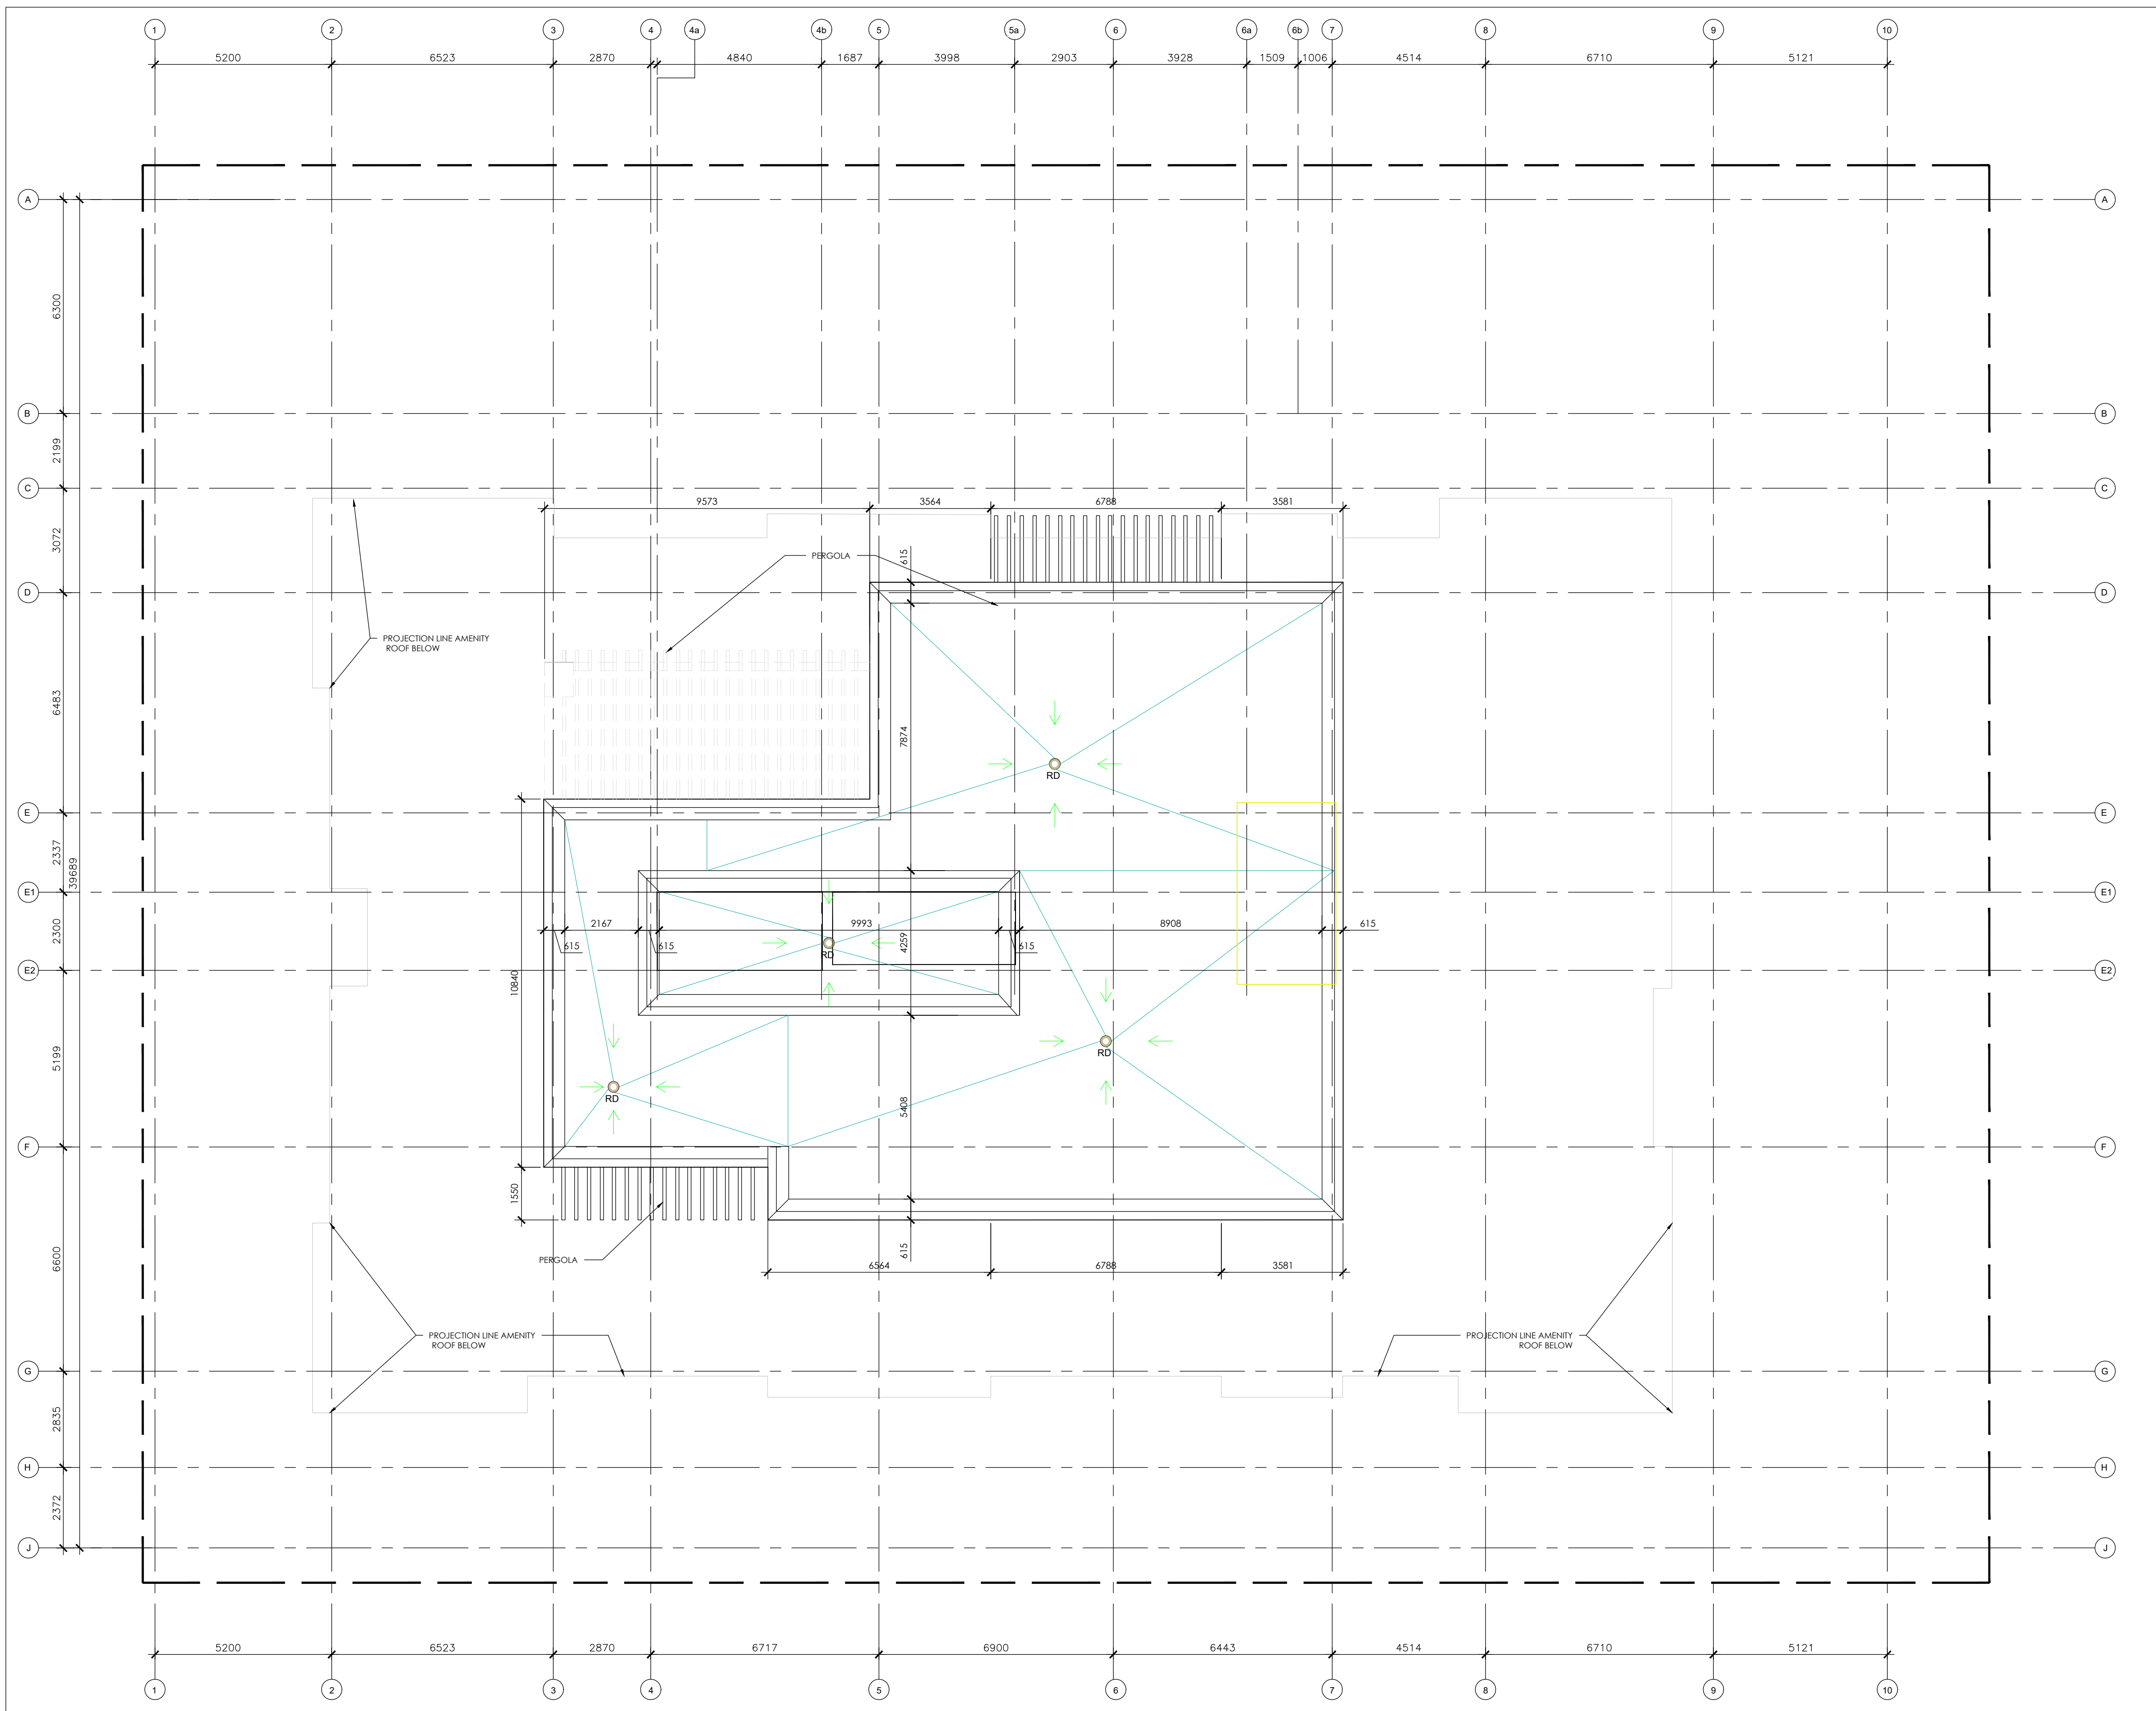 1 2 3 4 4a 4b 5 5a 6 6a 6b 7 8 9 10
5200 6523 2870 4840 1687 3998 2903 3928 1509 1006 4514 6710 5121
A A
6300
B B
2199
C C
9573 3564 6788 3581
3072
PERGOLA 615
D D
PROJECTION LINE AMENITY
ROOF BELOW
6483
7874
RD
E E
2337
39689
E1 E1
2300
2167 9993 8908 615
615 615 4259 615
RD
E2 E2
10840
RD
5199
RD
5408
F F
1550
6600
PERGOLA
615
6564 6788 3581
PROJECTION LINE AMENITY
ROOF BELOW
PROJECTION LINE AMENITY
ROOF BELOW
G G
2835
H H
2372
J J
5200 6523 2870 6717 6900 6443 4514 6710 5121
1 2 3 4 5 6 7 8 9 10